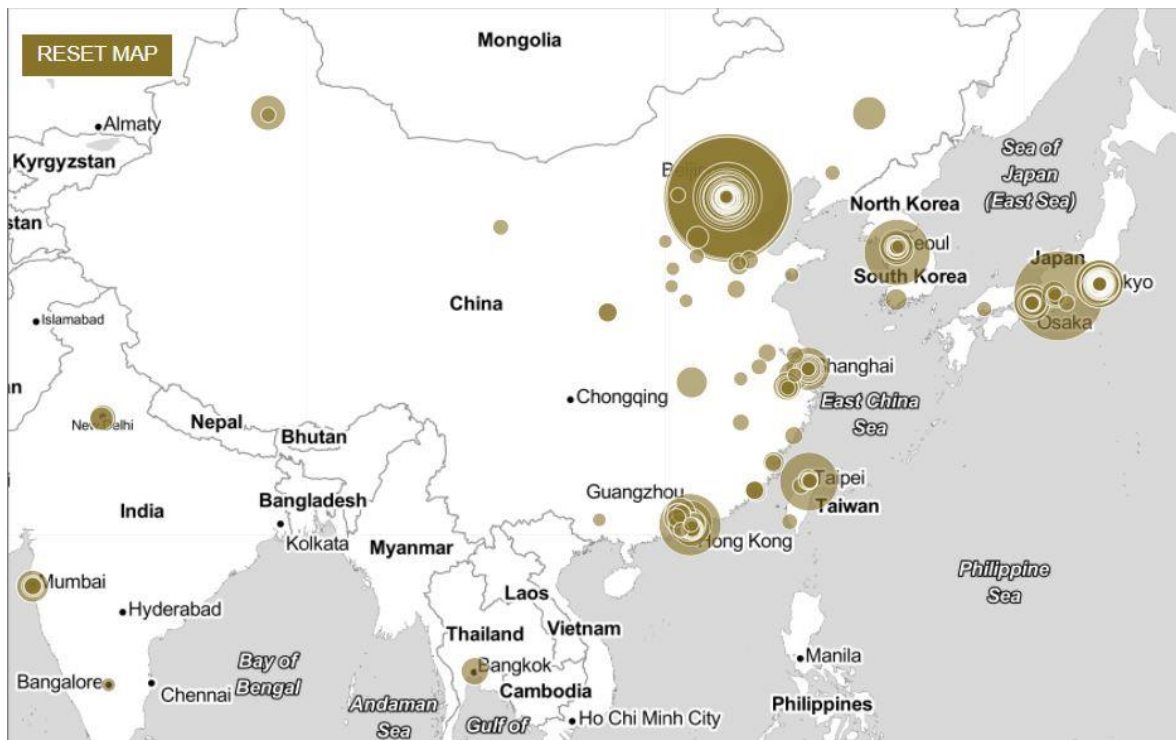 RESET MAP
Mongolia
Almaty
Kyrgyzstan
stan
Sea of
Japan
(East Sea)
North Korea
Seoul
South Korea
Japan
kyo
Osaka
China
Islamabad
an
Chongqing
Shanghai
East China
Sea
New Delhi
Nepal
Bhutan
Guangzhou
Taipei
Taiwan
Bangladesh
India
Kolkata
Myanmar
Hong Kong
Philippine
Sea
Mumbai
Hyderabad
Laos
Thailand
Vietnam
Bangkok
Manila
Bay of
Bengal
Bangalore
Chennai
Andaman
Sea
Cambodia
Gulf of
Ho Chi Minh City
Philippines